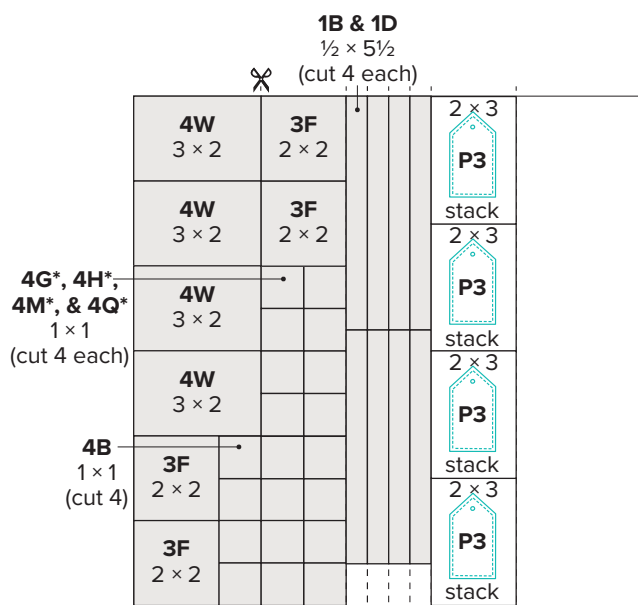 1B & 1D
½ × 5½
(cut 4 each)
4W
3 × 2
3F
2 × 2
2 × 3
P3
stack
4W
3 × 2
3F
2 × 2
2 × 3
P3
stack
4G*, 4H*,
4M*, & 4Q*
1 × 1
(cut 4 each)
4W
3 × 2
4W
3 × 2
2 × 3
P3
stack
4B
1 × 1
(cut 4)
3F
2 × 2
3F
2 × 2
2 × 3
P3
stack